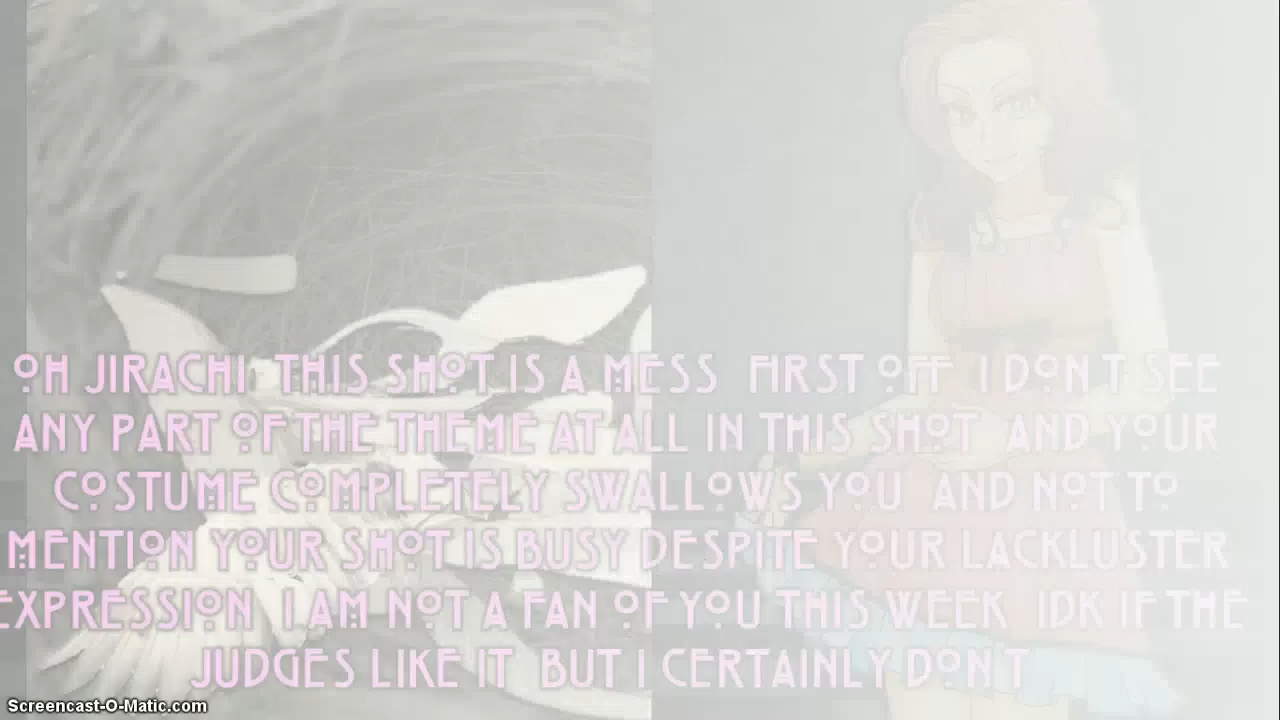 OH JIRACHI THIS SHOT IS A MESS FIRST OFF I DON T SEE
ANY PART OF THE THEME AT ALL IN THIS SHOT AND YOUR
COSTUME COMPLETELY SWALLOWS YOU AND NOT TO
MENTION YOUR SHOT IS BUSY DESPITE YOUR LACKLUSTER
EXPRESSION I AM NOT A FAN OF YOU THIS WEEK IDK IF THE
JUDGES LIKE IT BUT I CERTAINLY DON T
Screencast-O-Matic.com